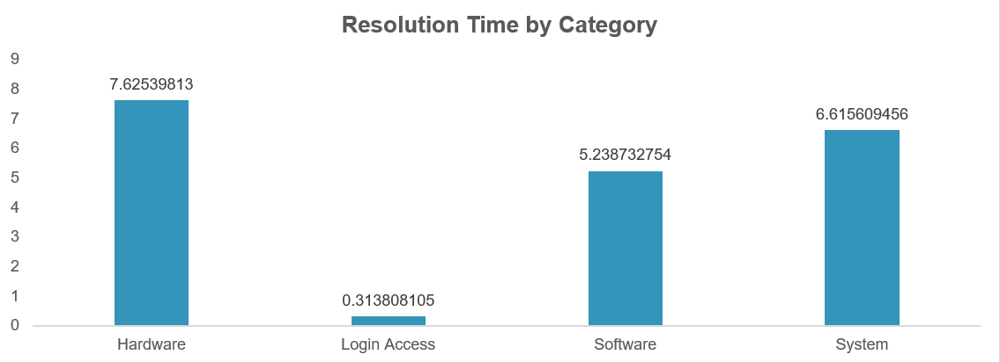 Resolution Time by Category
9
8
7
6
5
4
3
2
1
0
7.62539813
0.313808105
5.238732754
6.615609456
Hardware
Login Access
Software
System